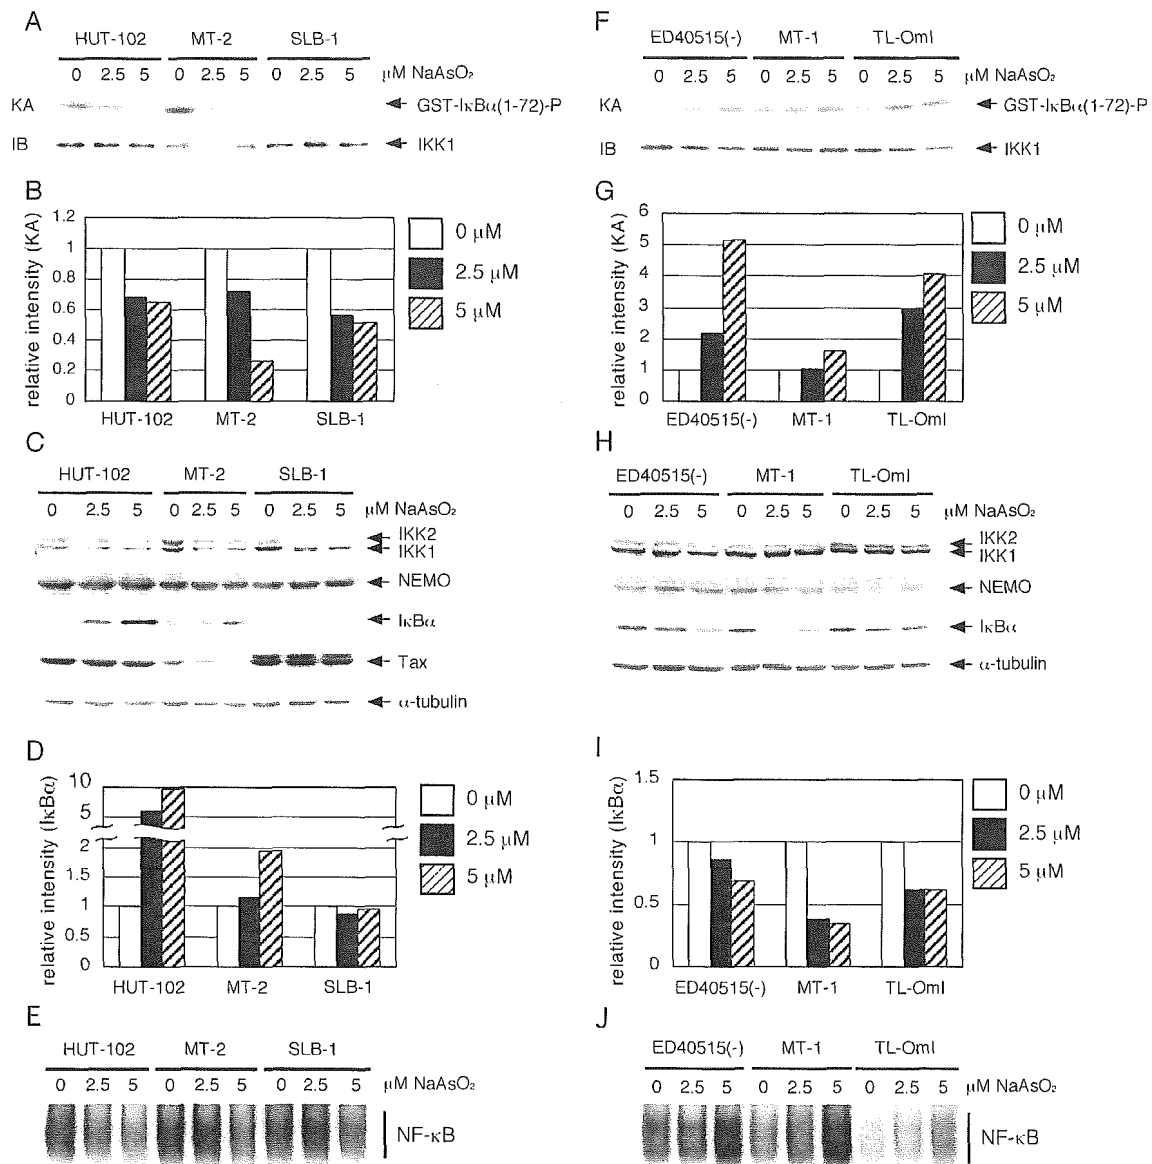 A
HUT-102 MT-2 SLB-1
0 2.5 5 0 2.5 5 0 2.5 5 μM NaAsO₂
KA GST-IκBα(1-72)-P
IB IKK1
B
relative intensity (KA)
1.2
1
0.8
0.6
0.4
0.2
0
HUT-102 MT-2 SLB-1
0 μM
2.5 μM
5 μM
C
HUT-102 MT-2 SLB-1
0 2.5 5 0 2.5 5 0 2.5 5 μM NaAsO₂
IKK2
IKK1
NEMO
IκBα
Tax
α-tubulin
D
relative intensity (IκBα)
10
5
2
1.5
1
0.5
0
HUT-102 MT-2 SLB-1
0 μM
2.5 μM
5 μM
E
HUT-102 MT-2 SLB-1
0 2.5 5 0 2.5 5 0 2.5 5 μM NaAsO₂
NF-κB
F
ED40515(-) MT-1 TL-OmI
0 2.5 5 0 2.5 5 0 2.5 5 μM NaAsO₂
KA GST-IκBα(1-72)-P
IB IKK1
G
relative intensity (KA)
6
5
4
3
2
1
0
ED40515(-) MT-1 TL-OmI
0 μM
2.5 μM
5 μM
H
ED40515(-) MT-1 TL-OmI
0 2.5 5 0 2.5 5 0 2.5 5 μM NaAsO₂
IKK2
IKK1
NEMO
IκBα
α-tubulin
I
relative intensity (IκBα)
1.5
1
0.5
0
ED40515(-) MT-1 TL-OmI
0 μM
2.5 μM
5 μM
J
ED40515(-) MT-1 TL-OmI
0 2.5 5 0 2.5 5 0 2.5 5 μM NaAsO₂
NF-κB